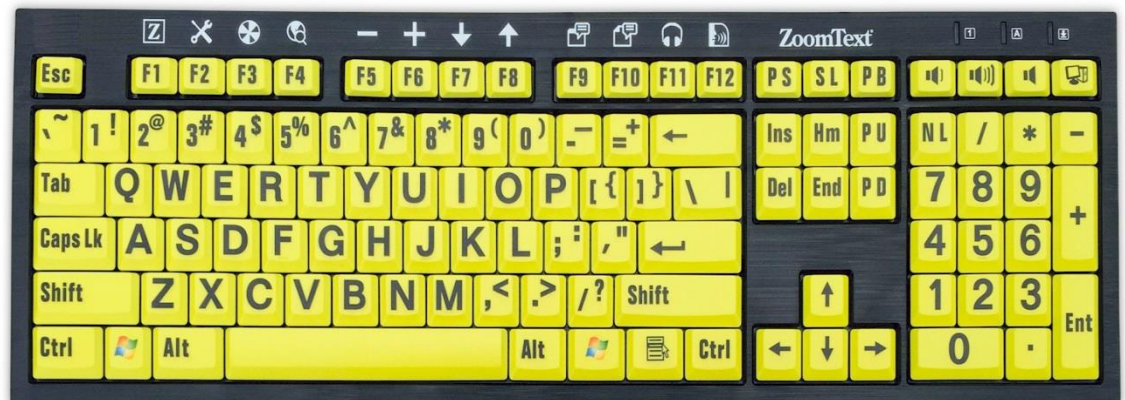 Z ZoomText 1 A
Esc F1 F2 F3 F4 F5 F6 F7 F8 F9 F10 F11 F12 PS SL PB
` ~ 1 ! 2 @ 3 # 4 $ 5 % 6 ^ 7 & 8 * 9 ( 0 ) - _ = + ← Ins Hm PU NL / * -
Tab Q W E R T Y U I O P [ { ] } \ | Del End PD 7 8 9 +
Caps Lk A S D F G H J K L ; : ' " ↵ 4 5 6
Shift Z X C V B N M , < . > / ? Shift ↑ 1 2 3 Ent
Ctrl Alt Alt Ctrl ← ↓ → 0 .